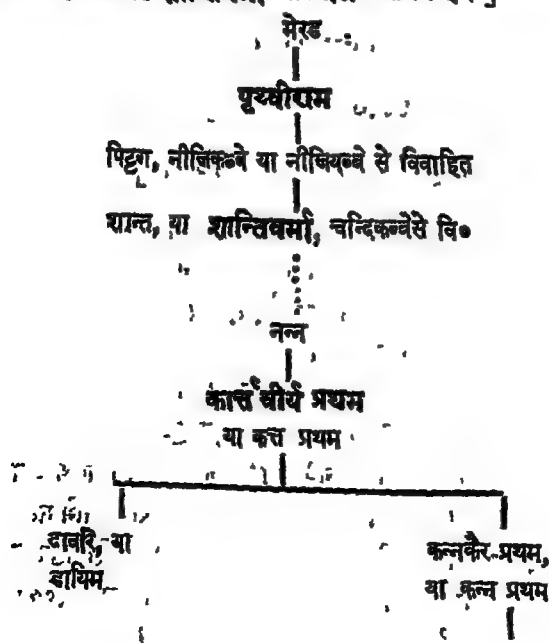 मेरड
पृथ्वीराम
पिट्टग, नीजिकब्बे या नीजियब्बे से विवाहित
शान्त, या शान्तिवर्मा, चन्दिकब्बेसे वि०
नन्न
कार्त्तवीर्य प्रथम
या कत्त प्रथम
दावरि, या
डायिम
कन्नकैर-प्रथम,
या कन्न प्रथम